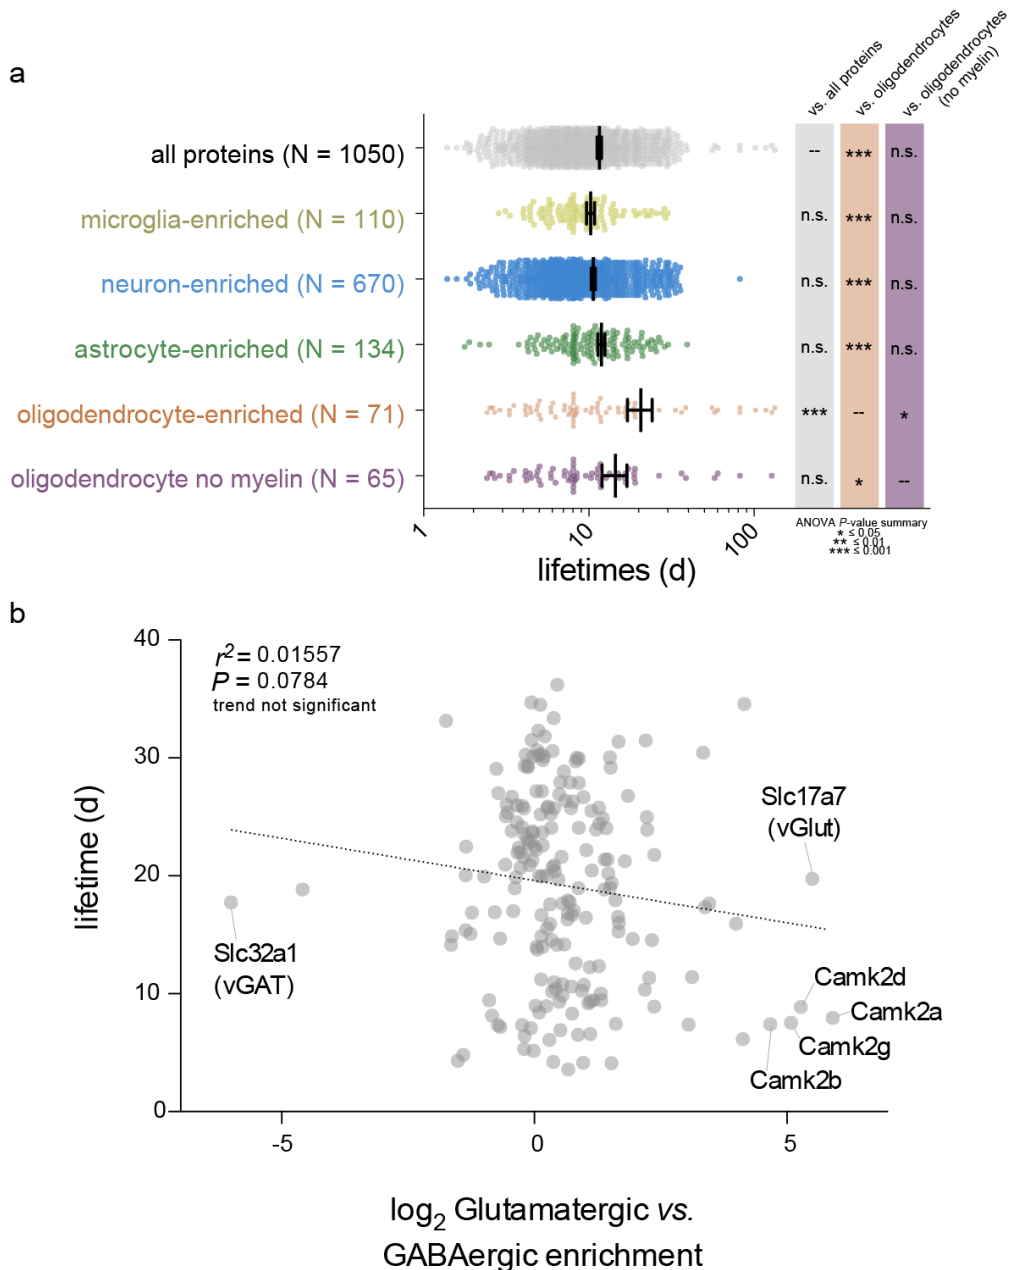 a
vs. all proteins
vs. oligodendrocytes
vs. oligodendrocytes
(no myelin)
all proteins (N = 1050)
-- *** n.s.
microglia-enriched (N = 110)
n.s. *** n.s.
neuron-enriched (N = 670)
n.s. *** n.s.
astrocyte-enriched (N = 134)
n.s. *** n.s.
oligodendrocyte-enriched (N = 71)
*** -- *
oligodendrocyte no myelin (N = 65)
n.s. * --
1 10 100
lifetimes (d)
ANOVA P-value summary
* ≤ 0.05
** ≤ 0.01
*** ≤ 0.001
b
r² = 0.01557
P = 0.0784
trend not significant
40
30
20
10
0
lifetime (d)
Slc17a7
(vGlut)
Slc32a1
(vGAT)
Camk2d
Camk2a
Camk2g
Camk2b
-5 0 5
log₂ Glutamatergic vs.
GABAergic enrichment